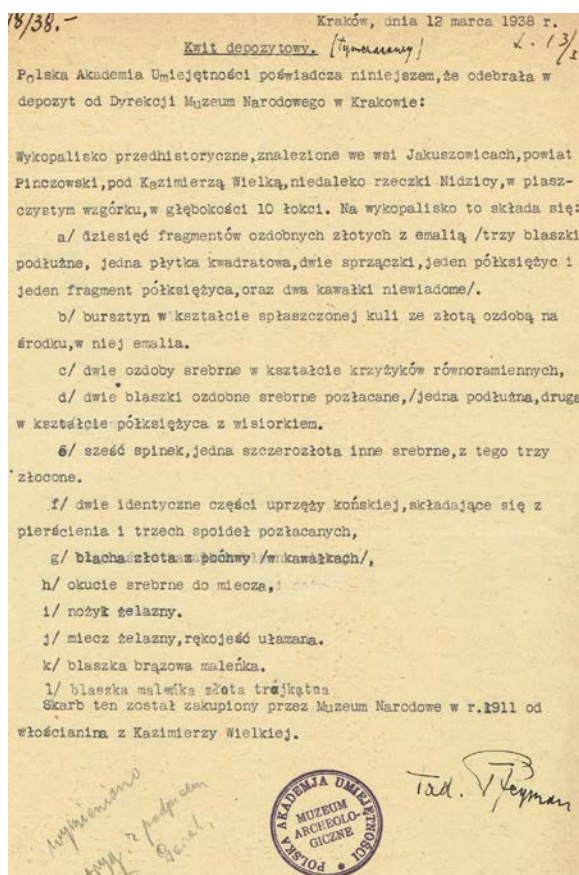 18/38.-
Kraków, dnia 12 marca 1938 r.
Kwit depozytowy. [tymczasowy]
L. 13/3
Polska Akademia Umiejętności poświadcza niniejszem,że odebrała w
depozyt od Dyrekcji Muzeum Narodowego w Krakowie:
Wykopalisko przedhistoryczne,znalezione we wsi Jakuszowicach,powiat
Pinczowski,pod Kazimierzą Wielką,niedaleko rzeczki Nidzicy,w piasz-
czystym wzgórku,w głębokości 10 łokci. Na wykopalisko to składa się:
a/ dziesięć fragmentów ozdobnych złotych z emalią /trzy blaszki
podłużne, jedna płytka kwadratowa,dwie sprzączki,jeden półksiężyc i
jeden fragment półksiężyca,oraz dwa kawałki niewiadome/.
b/ bursztyn w kształcie spłaszczonej kuli ze złotą ozdobą na
środku,w niej emalia.
c/ dwie ozdoby srebrne w kształcie krzyżyków równoramiennych,
d/ dwie blaszki ozdobne srebrne pozłacane,/jedna podłużna,druga
w kształcie półksiężyca z wisiorkiem.
e/ sześć spinek,jedna szczerozłota inne srebrne,z tego trzy
złocone.
f/ dwie identyczne części uprzęży końskiej,składające się z
pierścienia i trzech spoideł pozłacanych,
g/ blacha złota z pochwy /w kawałkach/,
h/ okucie srebrne do miecza,
i/ nożyk żelazny.
j/ miecz żelazny,rękojeść ułamana.
k/ blaszka brązowa maleńka.
l/ blaszka maleńka złota trójkątna
Skarb ten został zakupiony przez Muzeum Narodowe w r.1911 od
włościanina z Kazimierzy Wielkiej.
Tad. Reyman
POLSKA AKADEMJA UMIEJĘTNOŚCI
MUZEUM
ARCHEOLO-
GICZNE
wymieniano
oryg. z podpisem